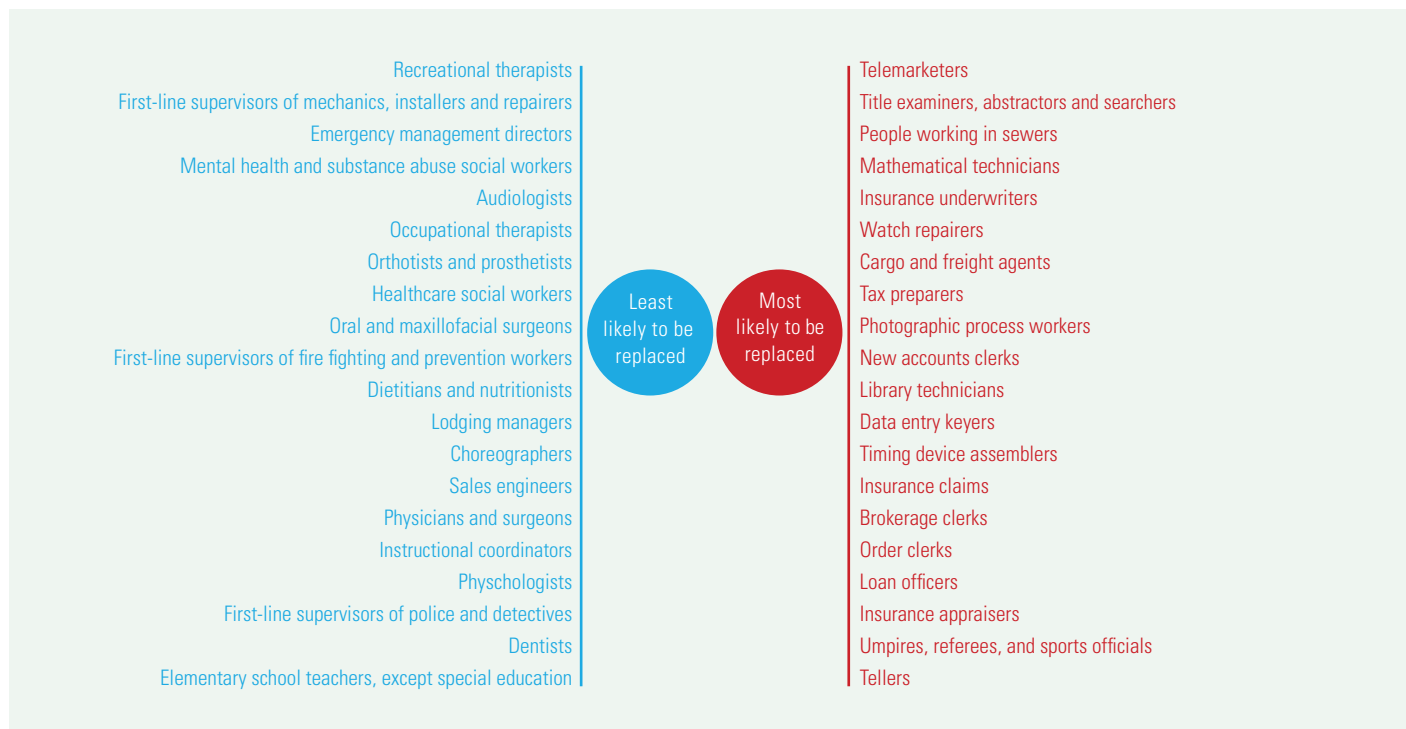 Recreational therapists
First-line supervisors of mechanics, installers and repairers
Emergency management directors
Mental health and substance abuse social workers
Audiologists
Occupational therapists
Orthotists and prosthetists
Healthcare social workers
Oral and maxillofacial surgeons
First-line supervisors of fire fighting and prevention workers
Dietitians and nutritionists
Lodging managers
Choreographers
Sales engineers
Physicians and surgeons
Instructional coordinators
Physchologists
First-line supervisors of police and detectives
Dentists
Elementary school teachers, except special education
Least
likely to be
replaced
Most
likely to be
replaced
Telemarketers
Title examiners, abstractors and searchers
People working in sewers
Mathematical technicians
Insurance underwriters
Watch repairers
Cargo and freight agents
Tax preparers
Photographic process workers
New accounts clerks
Library technicians
Data entry keyers
Timing device assemblers
Insurance claims
Brokerage clerks
Order clerks
Loan officers
Insurance appraisers
Umpires, referees, and sports officials
Tellers